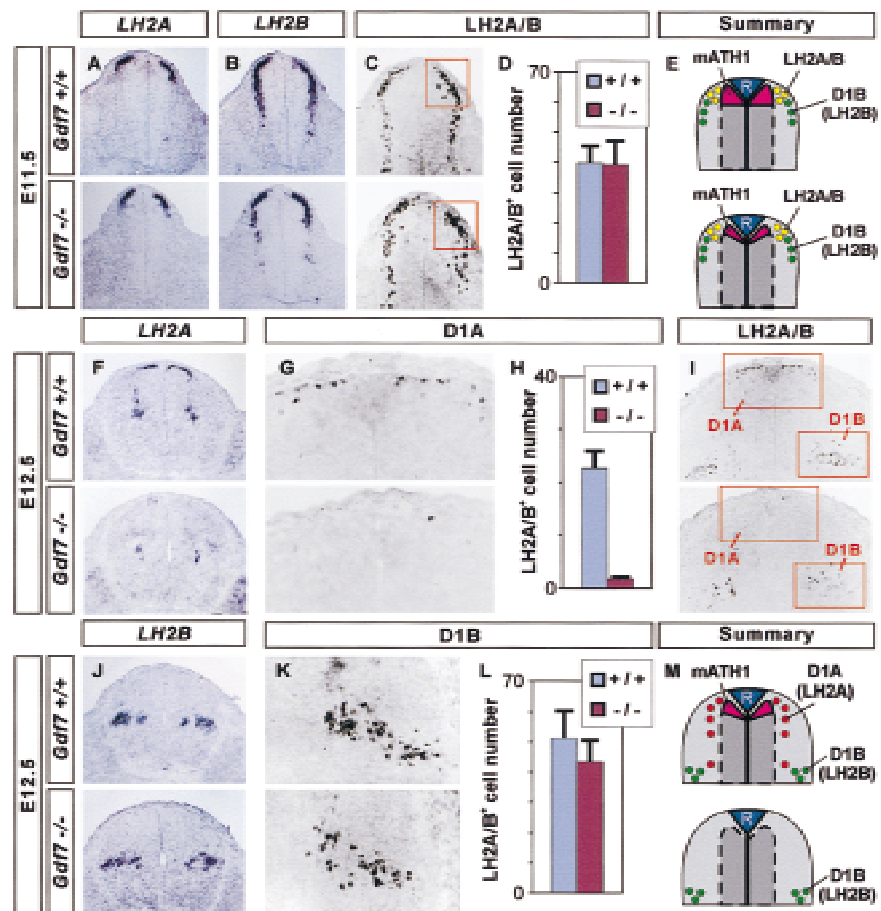 LH2A LH2B LH2A/B Summary
E11.5
Gdf7 +/+
Gdf7 -/-
A B C D E
70
+ / +
- / -
LH2A/B+ cell number
0
mATH1 LH2A/B
R
D1B
(LH2B)
mATH1 LH2A/B
R
D1B
(LH2B)
LH2A D1A LH2A/B
E12.5
Gdf7 +/+
Gdf7 -/-
F G H I
40
+ / +
- / -
LH2A/B+ cell number
0
D1A
D1B
D1A
D1B
LH2B D1B Summary
E12.5
Gdf7 +/+
Gdf7 -/-
J K L M
70
+ / +
- / -
LH2A/B+ cell number
0
mATH1 D1A
(LH2A)
R
D1B
(LH2B)
R
D1B
(LH2B)